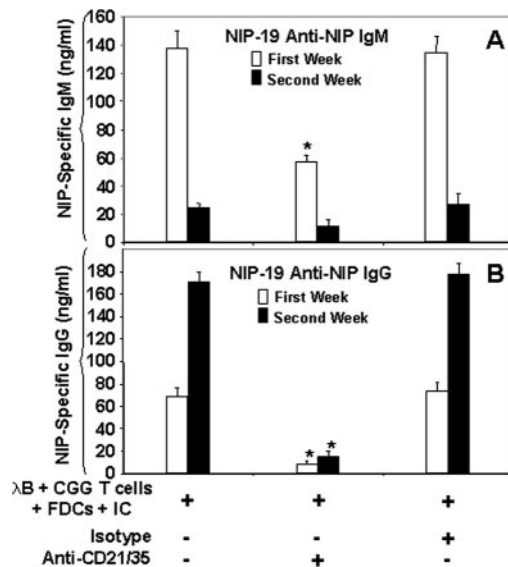 NIP-Specific IgM (ng/ml)
160
140
120
100
80
60
40
20
0
NIP-19 Anti-NIP IgM
A
First Week
Second Week
*
NIP-Specific IgG (ng/ml)
180
160
140
120
100
80
60
40
20
0
NIP-19 Anti-NIP IgG
B
First Week
Second Week
* *
λB + CGG T cells
+ FDCs + IC + + +
Isotype - - +
Anti-CD21/35 - + -